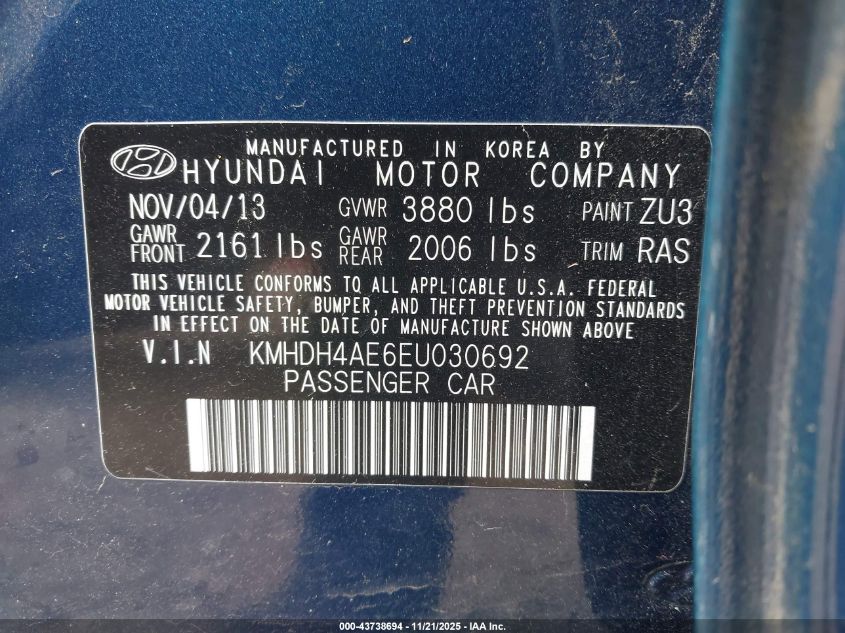 MANUFACTURED IN KOREA BY
HYUNDAI MOTOR COMPANY
NOV/04/13 GVWR 3880 lbs PAINT ZU3
GAWR FRONT 2161 lbs GAWR REAR 2006 lbs TRIM RAS
THIS VEHICLE CONFORMS TO ALL APPLICABLE U.S.A. FEDERAL
MOTOR VEHICLE SAFETY, BUMPER, AND THEFT PREVENTION STANDARDS
IN EFFECT ON THE DATE OF MANUFACTURE SHOWN ABOVE
V.I.N KMHDH4AE6EU030692
PASSENGER CAR
© COPYRIGHT - 43738694 - 11/21/2025 - IAA Inc.